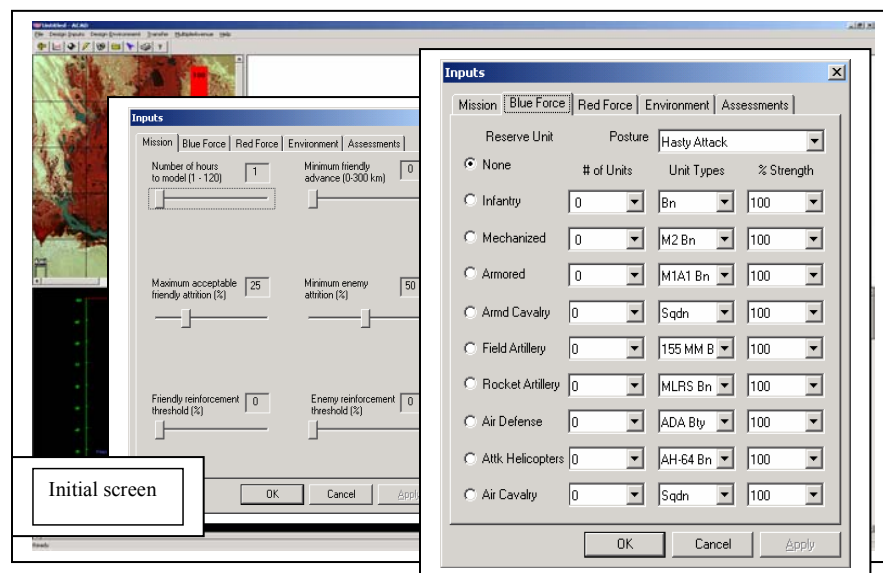 Untitled - ACAD
File Design Inputs Design Environment Transfer MultipleAvenue Help
Inputs
Mission Blue Force Red Force Environment Assessments
Number of hours to model (1 - 120) 1
Minimum friendly advance (0-300 km) 0
Maximum acceptable friendly attrition (%) 25
Minimum enemy attrition (%) 50
Friendly reinforcement threshold (%) 0
Enemy reinforcement threshold (%) 0
OK Cancel Apply
Initial screen
Ready
Inputs
Mission Blue Force Red Force Environment Assessments
Reserve Unit Posture Hasty Attack
None # of Units Unit Types % Strength
Infantry 0 Bn 100
Mechanized 0 M2 Bn 100
Armored 0 M1A1 Bn 100
Armd Cavalry 0 Sqdn 100
Field Artillery 0 155 MM B 100
Rocket Artillery 0 MLRS Bn 100
Air Defense 0 ADA Bty 100
Attk Helicopters 0 AH-64 Bn 100
Air Cavalry 0 Sqdn 100
OK Cancel Apply